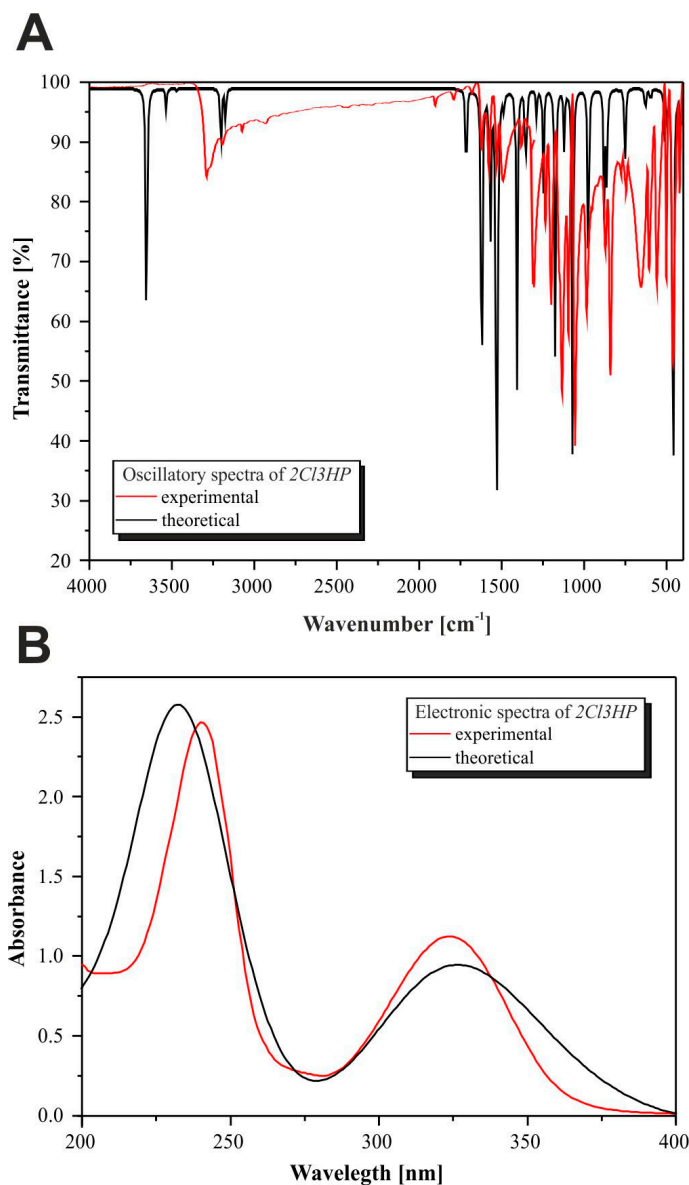 A
100
90
80
70
60
50
40
30
20
Transmittance [%]
Oscillatory spectra of 2Cl3HP
experimental
theoretical
4000 3500 3000 2500 2000 1500 1000 500
Wavenumber [cm-1]
B
2.5
2.0
1.5
1.0
0.5
0.0
Absorbance
Electronic spectra of 2Cl3HP
experimental
theoretical
200 250 300 350 400
Wavelegth [nm]